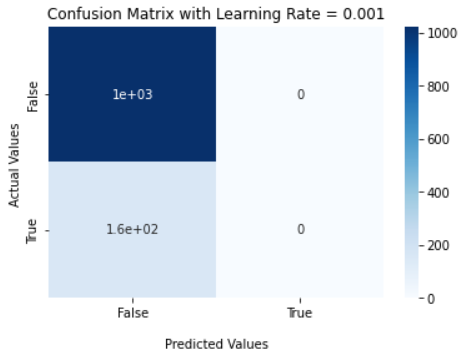 Confusion Matrix with Learning Rate = 0.001
1000
800
600
400
200
0
Actual Values
False
True
1e+03
0
1.6e+02
0
False
True
Predicted Values